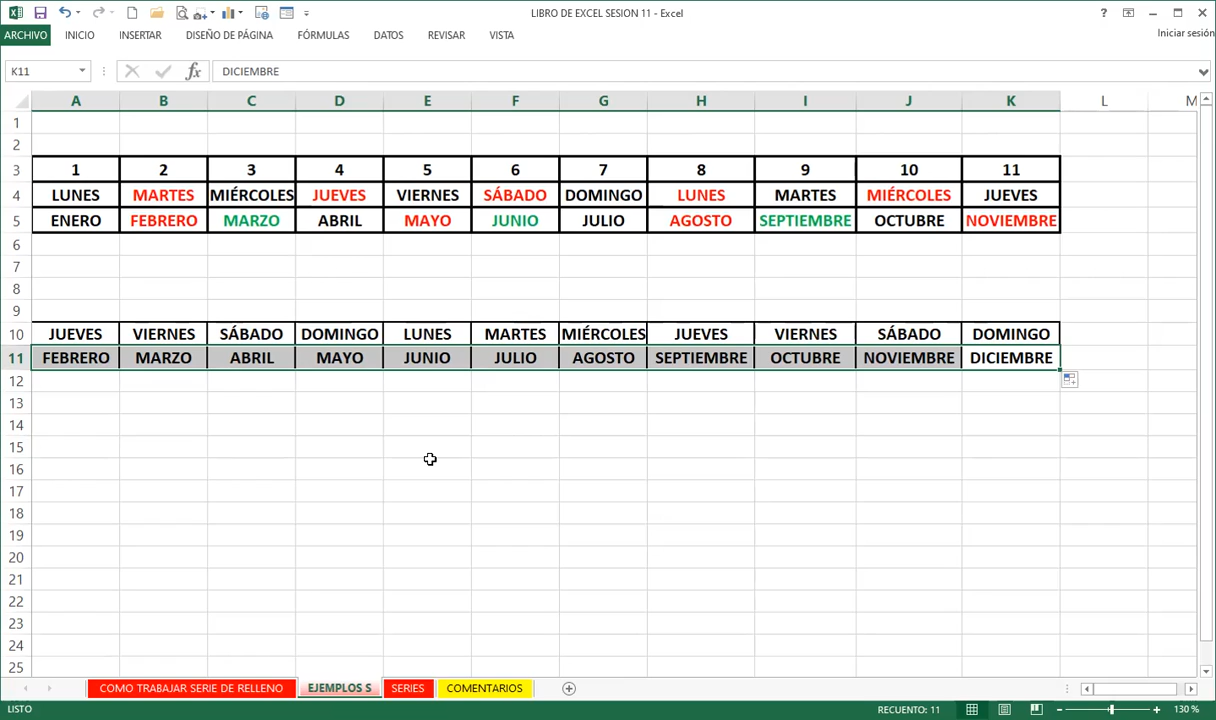 LIBRO DE EXCEL SESION 11 - Excel
?
ARCHIVO INICIO INSERTAR DISEÑO DE PÁGINA FÓRMULAS DATOS REVISAR VISTA Iniciar sesión
K11 fx DICIEMBRE
A B C D E F G H I J K L M
1
2
3 1 2 3 4 5 6 7 8 9 10 11
4 LUNES MARTES MIÉRCOLES JUEVES VIERNES SÁBADO DOMINGO LUNES MARTES MIÉRCOLES JUEVES
5 ENERO FEBRERO MARZO ABRIL MAYO JUNIO JULIO AGOSTO SEPTIEMBRE OCTUBRE NOVIEMBRE
6
7
8
9
10 JUEVES VIERNES SÁBADO DOMINGO LUNES MARTES MIÉRCOLES JUEVES VIERNES SÁBADO DOMINGO
11 FEBRERO MARZO ABRIL MAYO JUNIO JULIO AGOSTO SEPTIEMBRE OCTUBRE NOVIEMBRE DICIEMBRE
12
13
14
15
16
17
18
19
20
21
22
23
24
25
COMO TRABAJAR SERIE DE RELLENO EJEMPLOS S SERIES COMENTARIOS
LISTO RECUENTO: 11 130 %